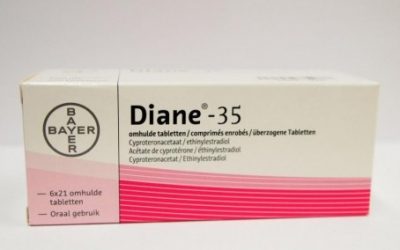 BAYER
BAYER
Diane®-35
omhulde tabletten / comprimés enrobés / überzogene Tabletten
Cyproteronacetaat / ethinylestradiol
Acétate de cyprotérone / éthinylestradiol
Cyproteronacetat / Ethinylestradiol
- 6x21 omhulde
tabletten
- Oraal gebruik